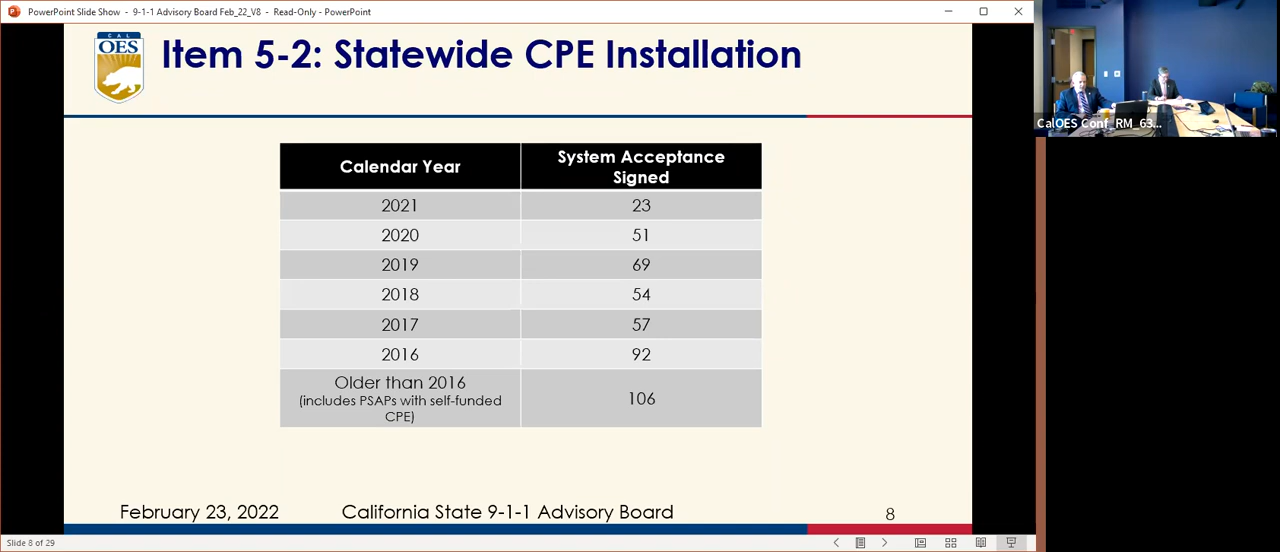 PowerPoint Slide Show - 9-1-1 Advisory Board Feb_22_V8 - Read-Only - PowerPoint
CAL
OES
Item 5-2: Statewide CPE Installation
Calendar Year
System Acceptance
Signed
2021 23
2020 51
2019 69
2018 54
2017 57
2016 92
Older than 2016
(includes PSAPs with self-funded
CPE)
106
February 23, 2022 California State 9-1-1 Advisory Board 8
Slide 8 of 29
CalOES Conf_RM_63...